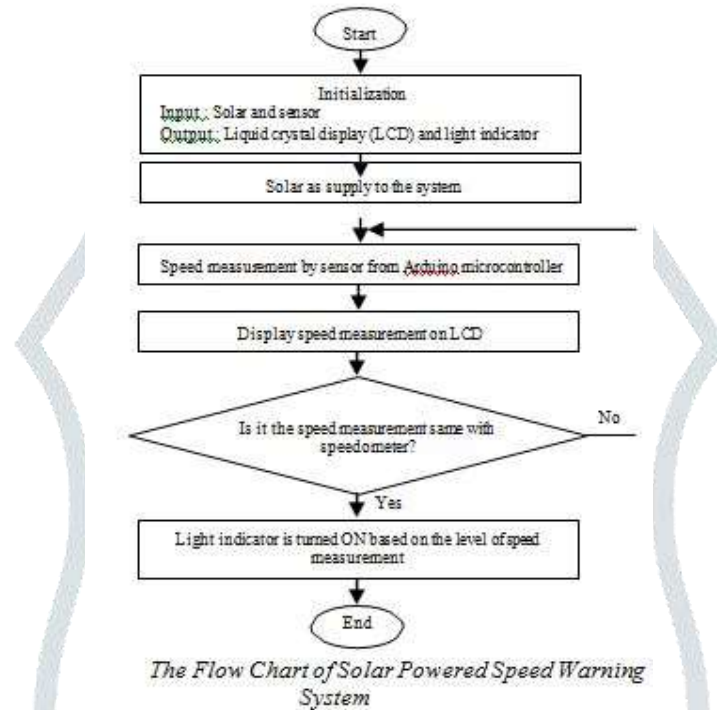 Start
Initialization
Input : Solar and sensor
Output : Liquid crystal display (LCD) and light indicator
Solar as supply to the system
Speed measurement by sensor from Arduino microcontroller
Display speed measurement on LCD
Is it the speed measurement same with
speedometer?
No
Yes
Light indicator is turned ON based on the level of speed
measurement
End
The Flow Chart of Solar Powered Speed Warning
System